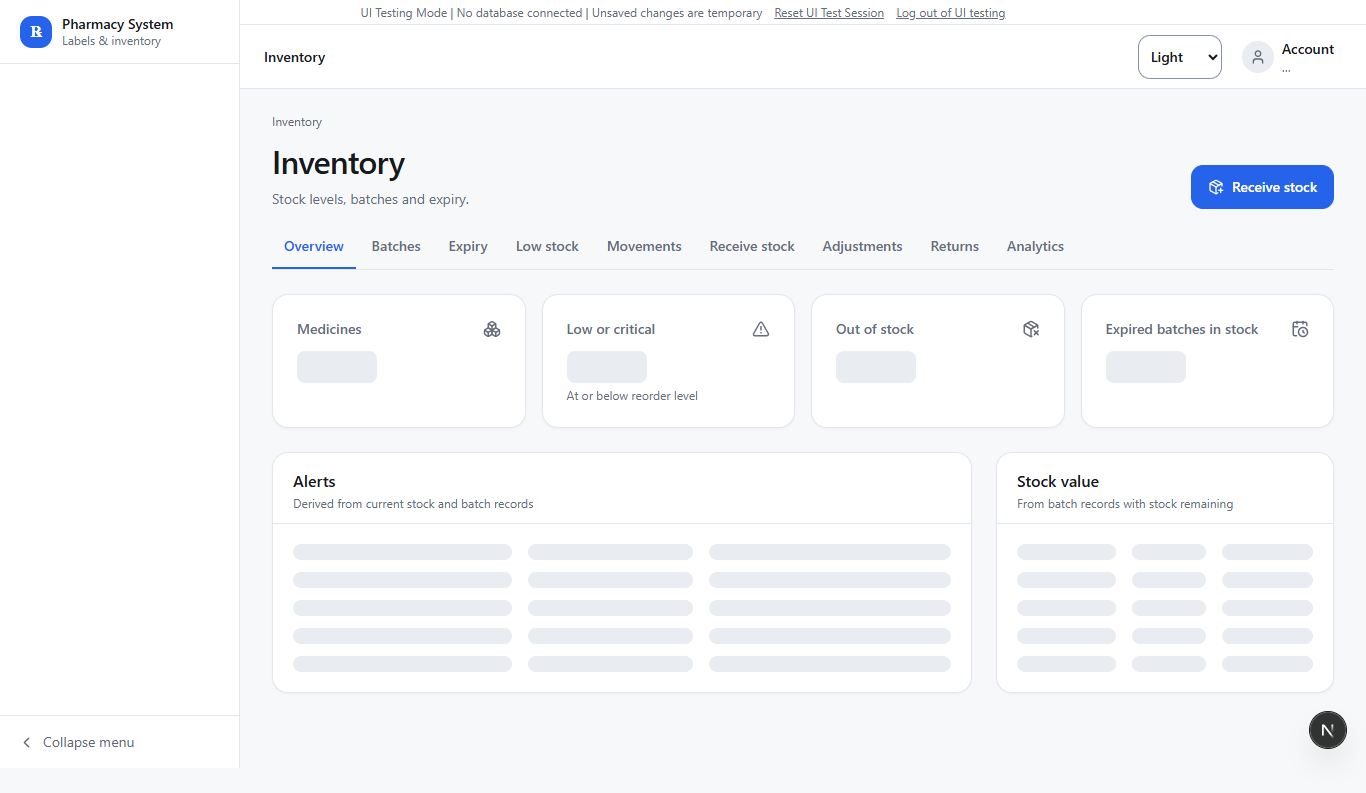 UI Testing Mode | No database connected | Unsaved changes are temporary Reset UI Test Session Log out of UI testing
Pharmacy System
Labels & inventory
Inventory
Light
Account
...
Inventory
Inventory
Stock levels, batches and expiry.
Receive stock
Overview Batches Expiry Low stock Movements Receive stock Adjustments Returns Analytics
Medicines
Low or critical
At or below reorder level
Out of stock
Expired batches in stock
Alerts
Derived from current stock and batch records
Stock value
From batch records with stock remaining
Collapse menu
N